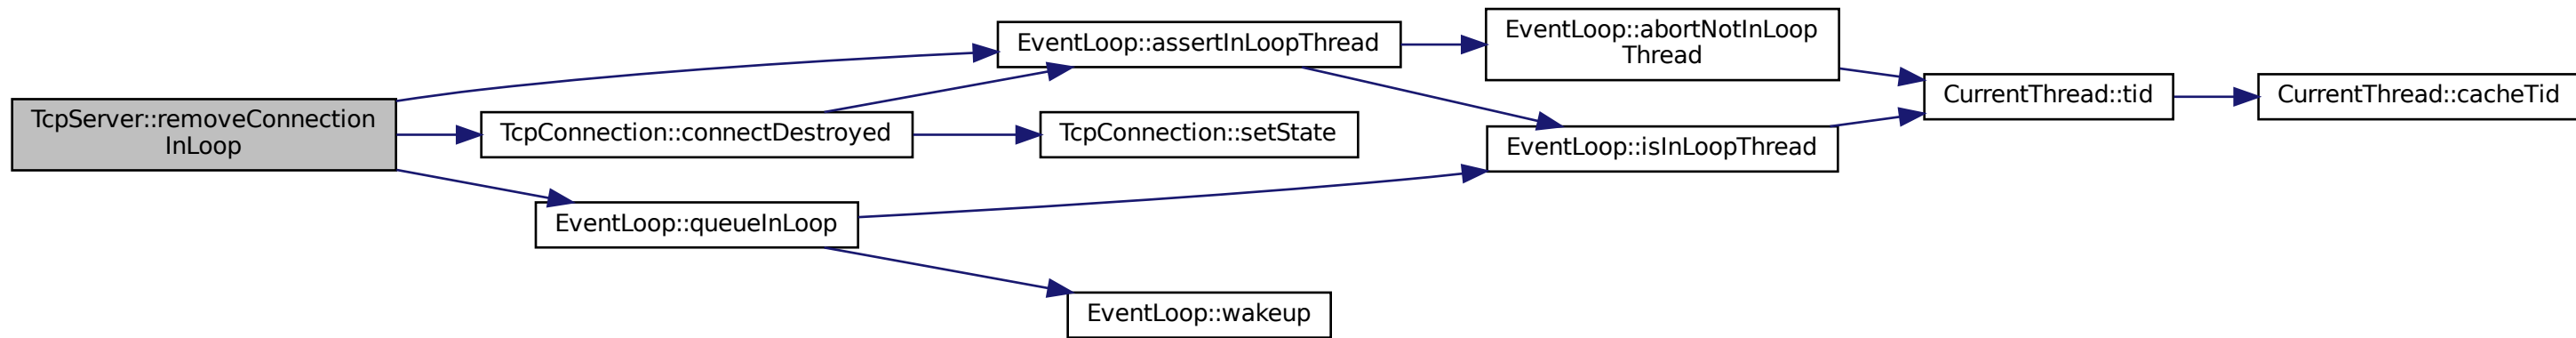 TcpServer::removeConnection
InLoop
EventLoop::assertInLoopThread
EventLoop::abortNotInLoop
Thread
CurrentThread::tid
CurrentThread::cacheTid
EventLoop::isInLoopThread
TcpConnection::connectDestroyed
TcpConnection::setState
EventLoop::queueInLoop
EventLoop::wakeup